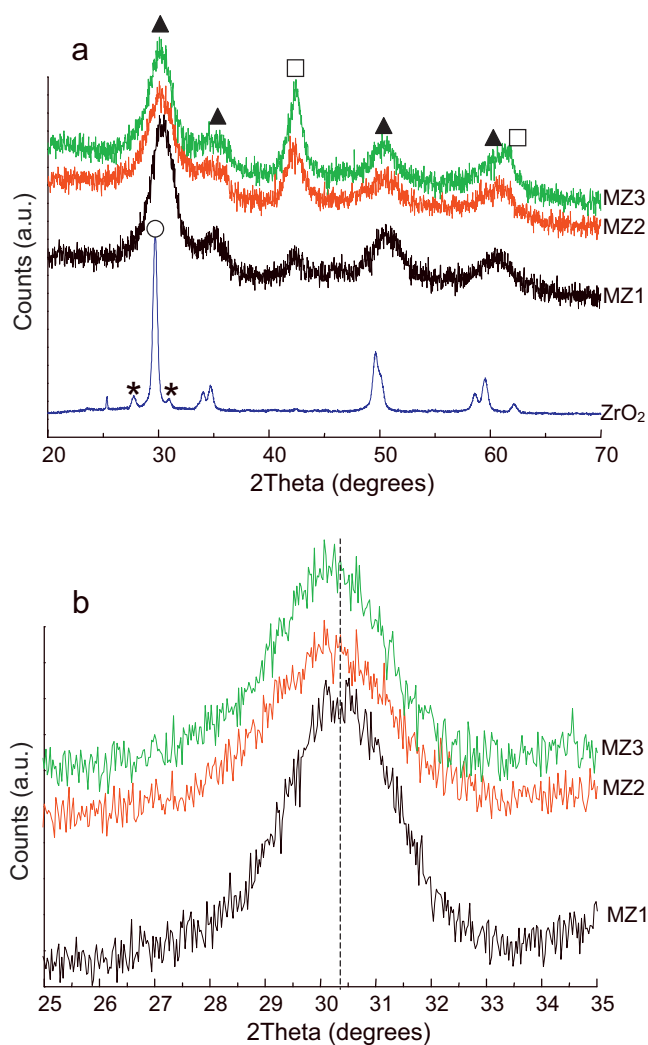 a
MZ3
MZ2
MZ1
* *
ZrO₂
Counts (a.u.)
20 30 40 50 60 70
2Theta (degrees)
b
MZ3
MZ2
MZ1
Counts (a.u.)
25 26 27 28 29 30 31 32 33 34 35
2Theta (degrees)